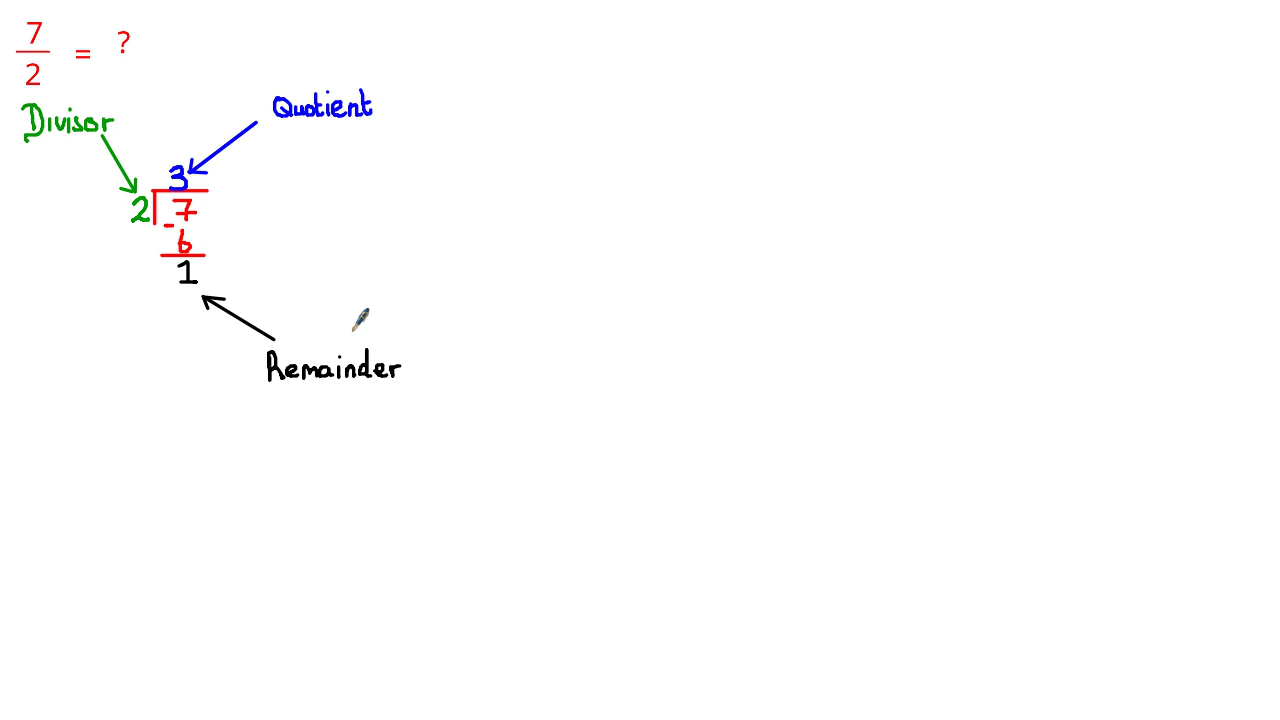 7
2 = ?
Divisor
Quotient
3
2 7
- 6
1
Remainder